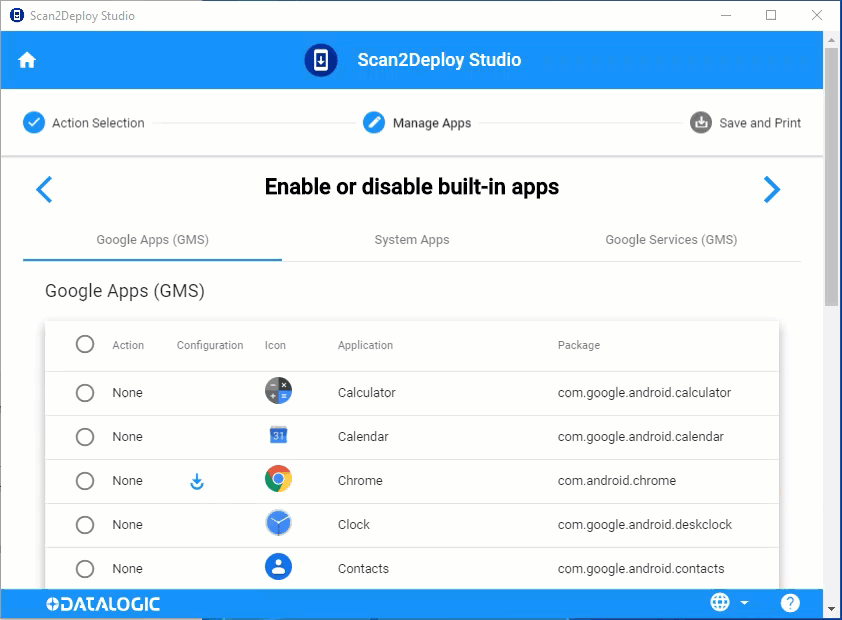 Scan2Deploy Studio
Scan2Deploy Studio
Action Selection Manage Apps Save and Print
Enable or disable built-in apps
Google Apps (GMS) System Apps Google Services (GMS)
Google Apps (GMS)
Action Configuration Icon Application Package
None Calculator com.google.android.calculator
None 31 Calendar com.google.android.calendar
None Chrome com.android.chrome
None Clock com.google.android.deskclock
None Contacts com.google.android.contacts
DATALOGIC ?